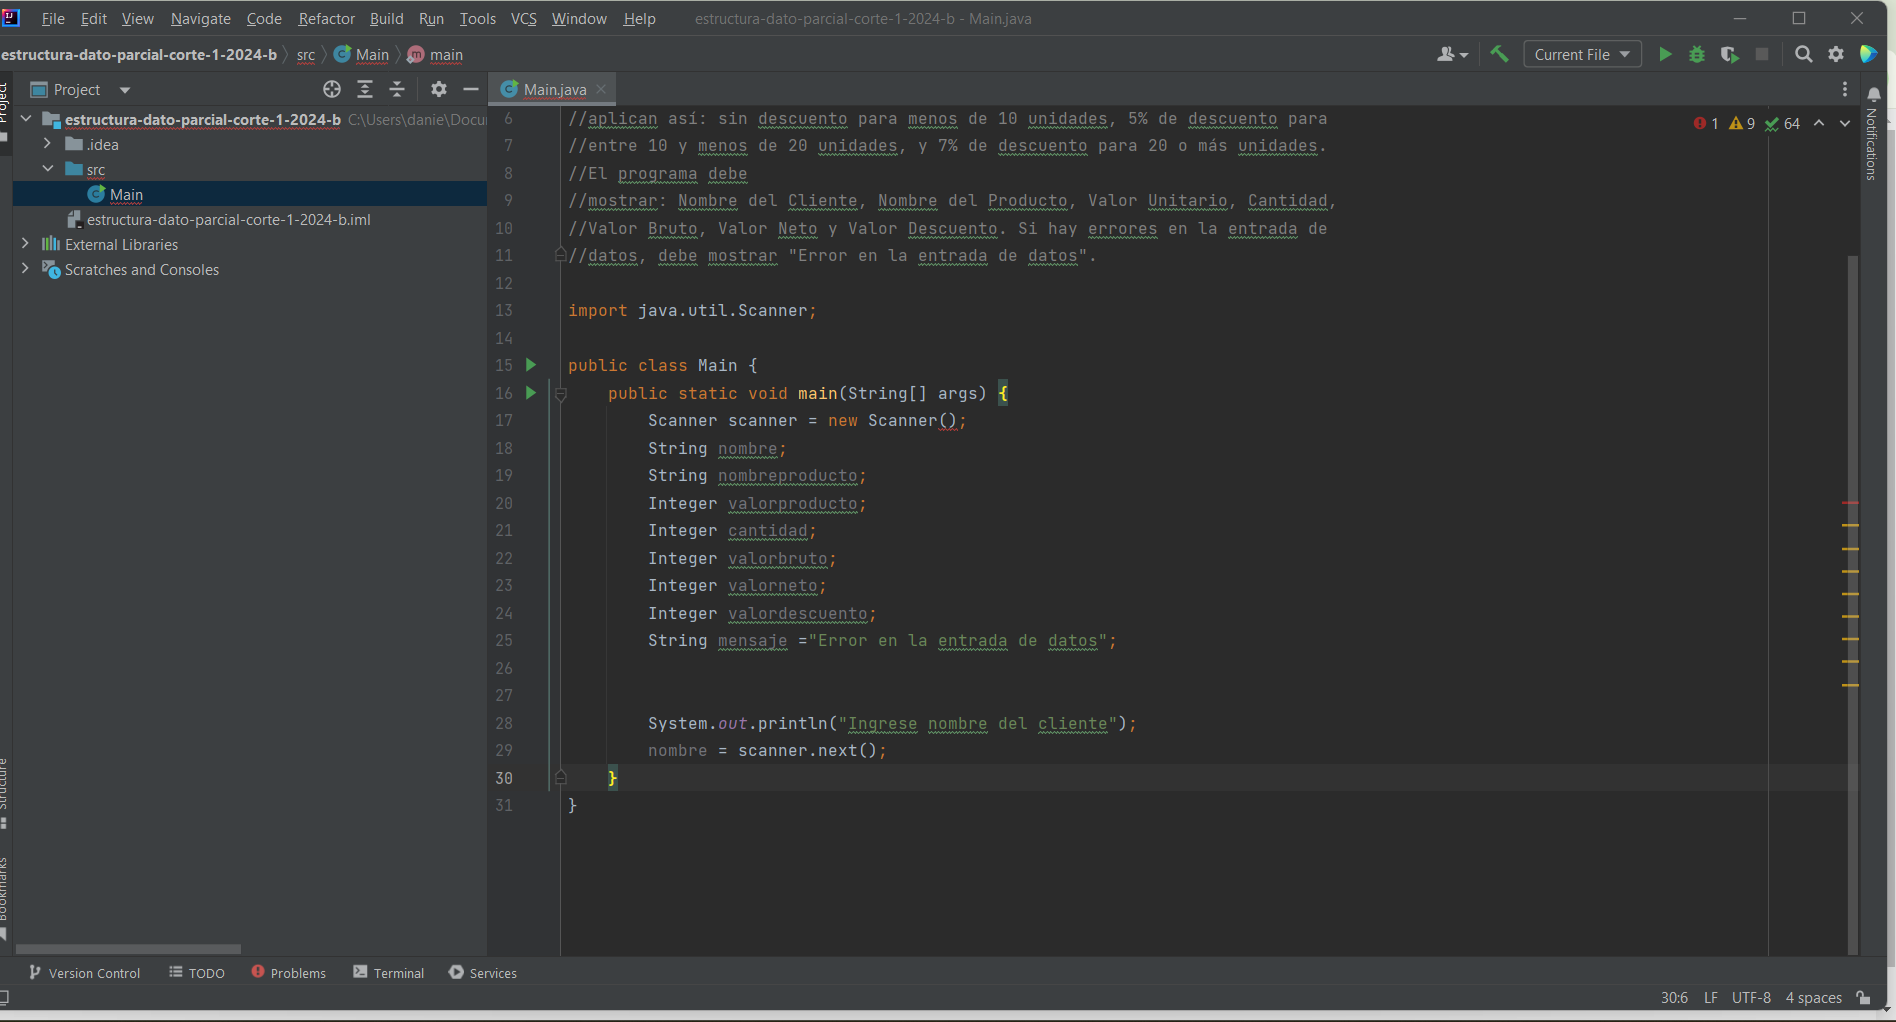 File Edit View Navigate Code Refactor Build Run Tools VCS Window Help estructura-dato-parcial-corte-1-2024-b - Main.java
estructura-dato-parcial-corte-1-2024-b src Main main Current File
Project
Project Main.java
estructura-dato-parcial-corte-1-2024-b C:\Users\danie\Docu
.idea
src
Main
estructura-dato-parcial-corte-1-2024-b.iml
External Libraries
Scratches and Consoles
1 9 64
Notifications
6 //aplican así: sin descuento para menos de 10 unidades, 5% de descuento para
7 //entre 10 y menos de 20 unidades, y 7% de descuento para 20 o más unidades.
8 //El programa debe
9 //mostrar: Nombre del Cliente, Nombre del Producto, Valor Unitario, Cantidad,
10 //Valor Bruto, Valor Neto y Valor Descuento. Si hay errores en la entrada de
11 //datos, debe mostrar "Error en la entrada de datos".
12
13 import java.util.Scanner;
14
15 public class Main {
16 public static void main(String[] args) {
17 Scanner scanner = new Scanner();
18 String nombre;
19 String nombreproducto;
20 Integer valorproducto;
21 Integer cantidad;
22 Integer valorbruto;
23 Integer valorneto;
24 Integer valordescuento;
25 String mensaje ="Error en la entrada de datos";
26
27
28 System.out.println("Ingrese nombre del cliente");
29 nombre = scanner.next();
30 }
31 }
Structure
Bookmarks
Version Control TODO Problems Terminal Services
30:6 LF UTF-8 4 spaces